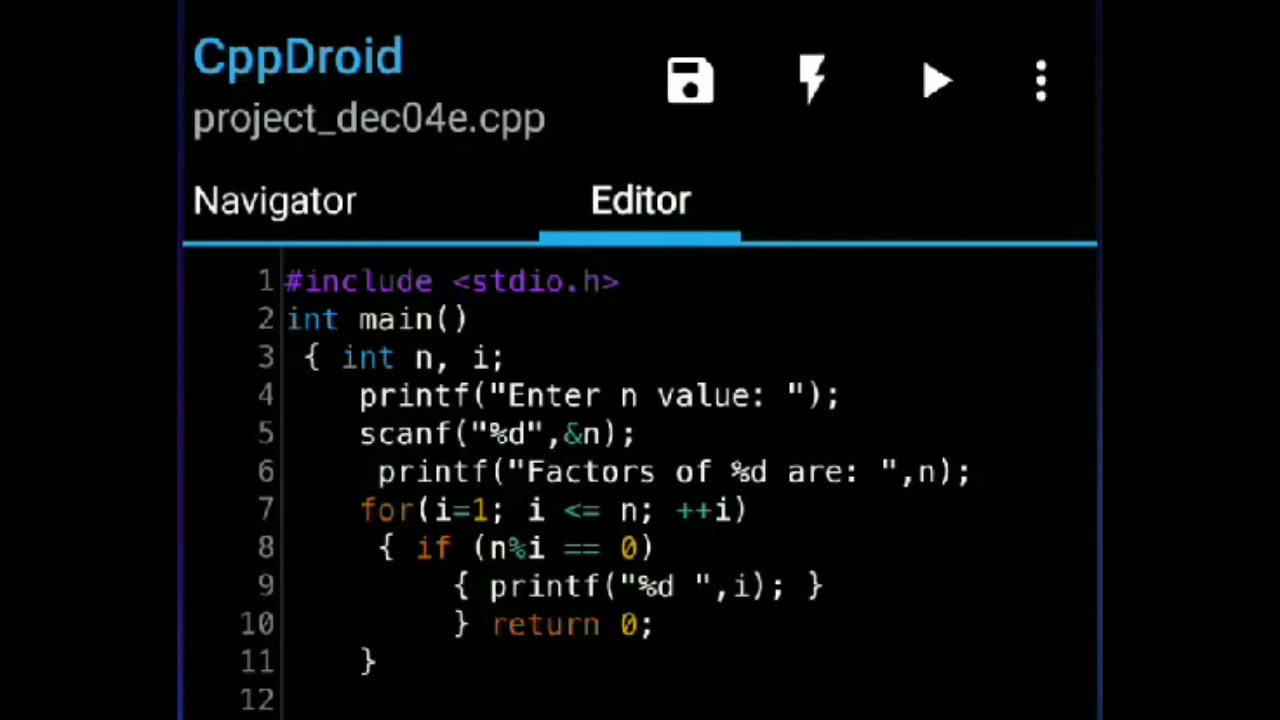 CppDroid
project_dec04e.cpp
Navigator Editor
1 #include <stdio.h>
2 int main()
3 { int n, i;
4 printf("Enter n value: ");
5 scanf("%d",&n);
6 printf("Factors of %d are: ",n);
7 for(i=1; i <= n; ++i)
8 { if (n%i == 0)
9 { printf("%d ",i); }
10 } return 0;
11 }
12